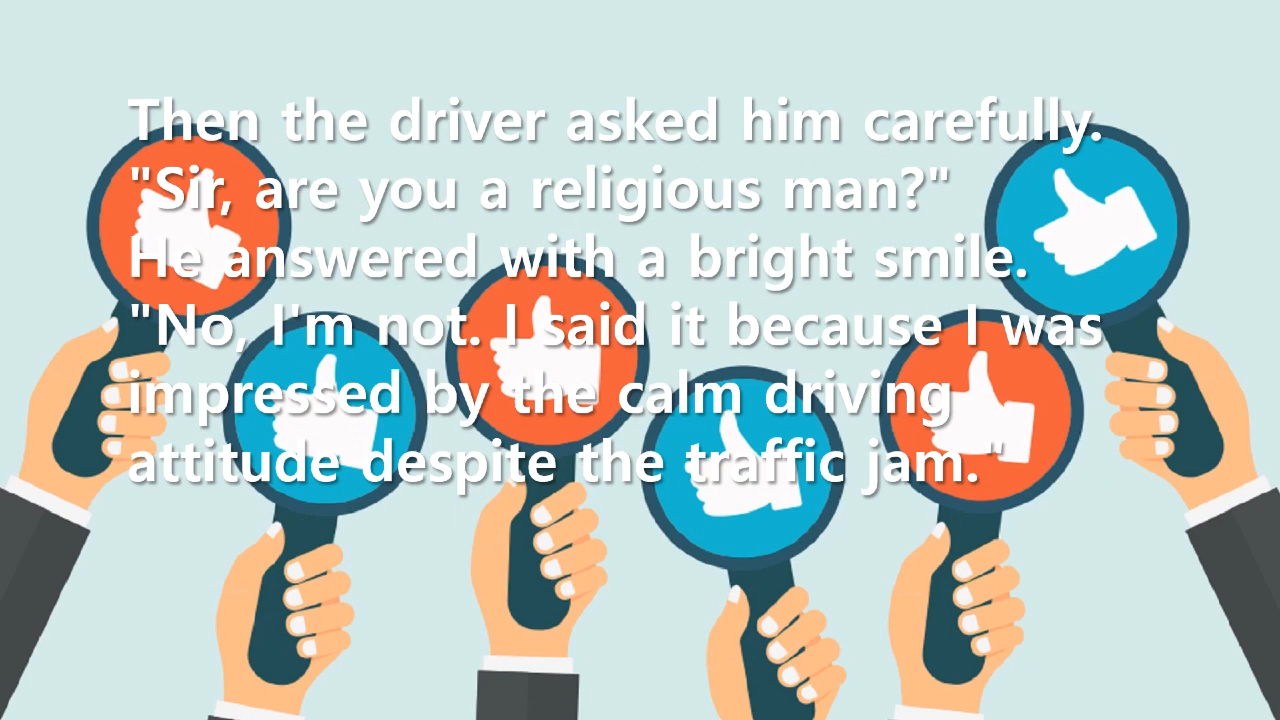 Then the driver asked him carefully.
"Sir, are you a religious man?"
He answered with a bright smile.
"No, I'm not. I said it because I was
impressed by the calm driving
attitude despite the traffic jam."